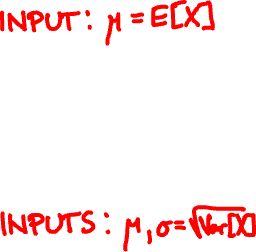 INPUT: μ = E[X]
INPUTS: μ, σ = √Var[X]